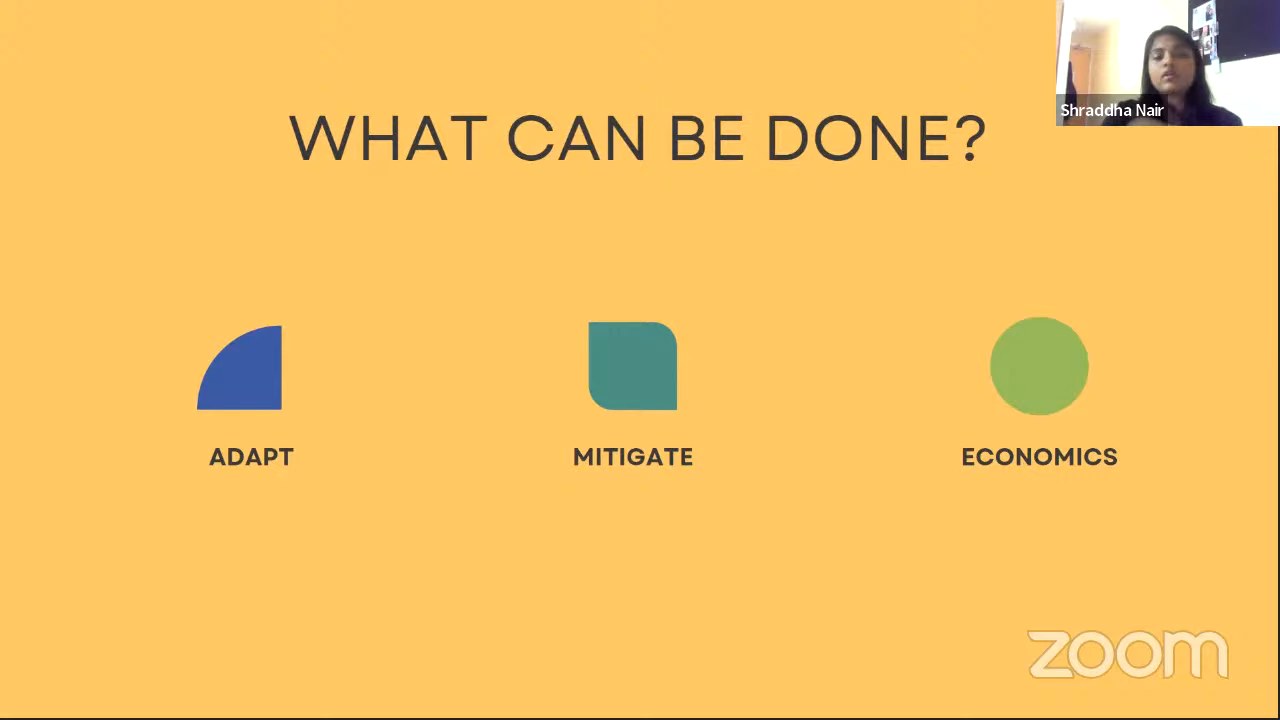 Shraddha Nair
WHAT CAN BE DONE?
ADAPT
MITIGATE
ECONOMICS
zoom